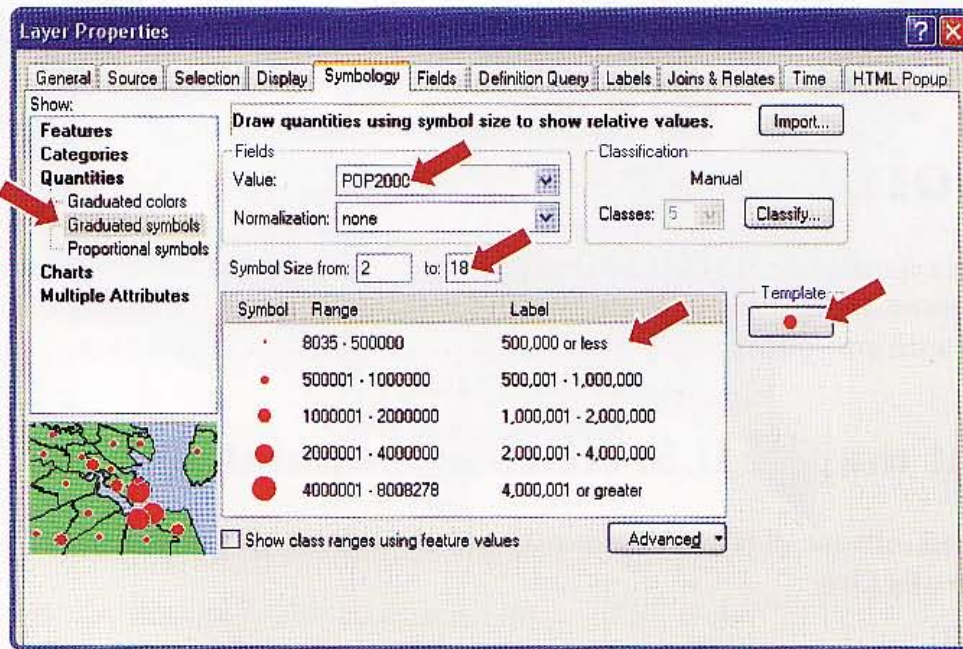 Layer Properties
General Source Selection Display Symbology Fields Definition Query Labels Joins & Relates Time HTML Popup
Show:
Features
Categories
Quantities
Graduated colors
Graduated symbols
Proportional symbols
Charts
Multiple Attributes
Draw quantities using symbol size to show relative values.
Import...
Fields
Value: POP2000
Normalization: none
Classification
Manual
Classes: 5 Classify...
Symbol Size from: 2 to: 18
Template
Symbol Range Label
8035 - 500000 500,000 or less
500001 - 1000000 500,001 - 1,000,000
1000001 - 2000000 1,000,001 - 2,000,000
2000001 - 4000000 2,000,001 - 4,000,000
4000001 - 8008278 4,000,001 or greater
Show class ranges using feature values
Advanced